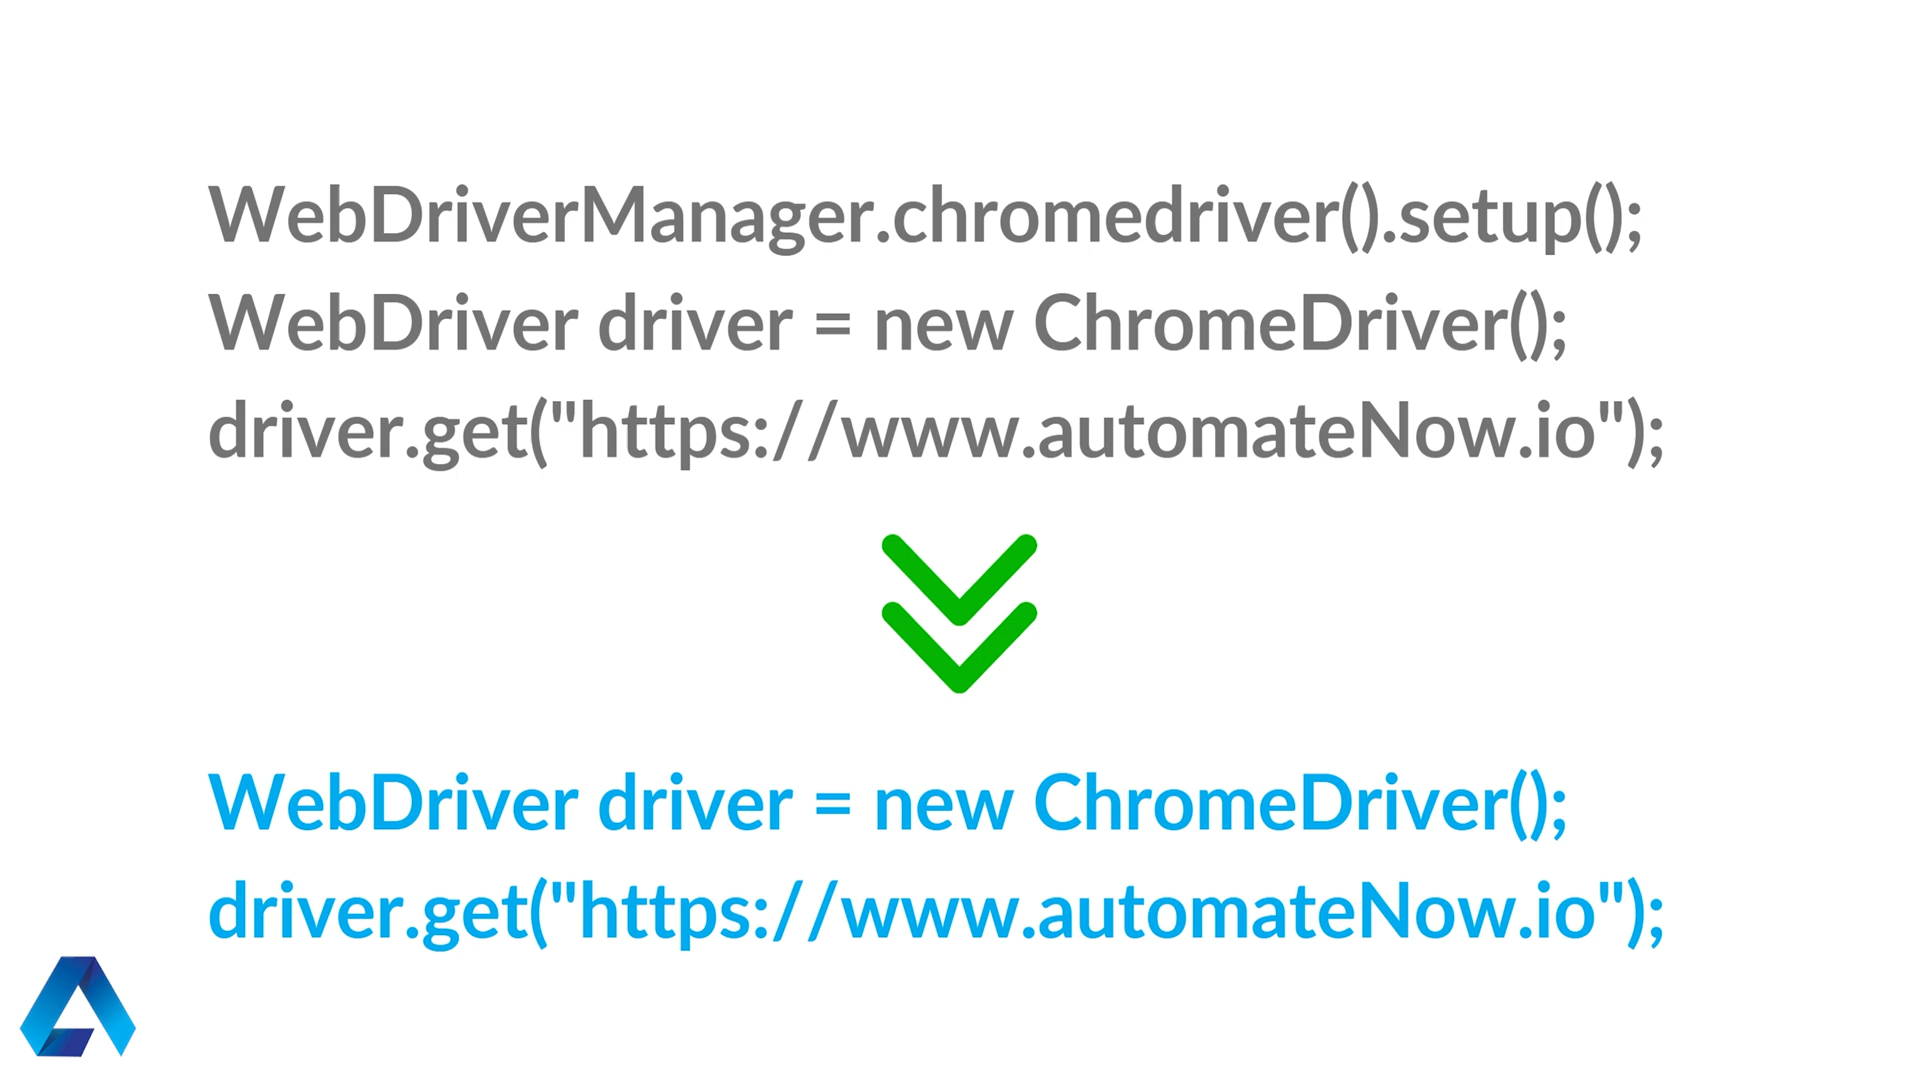 WebDriverManager.chromedriver().setup();
WebDriver driver = new ChromeDriver();
driver.get("https://www.automateNow.io");
WebDriver driver = new ChromeDriver();
driver.get("https://www.automateNow.io");